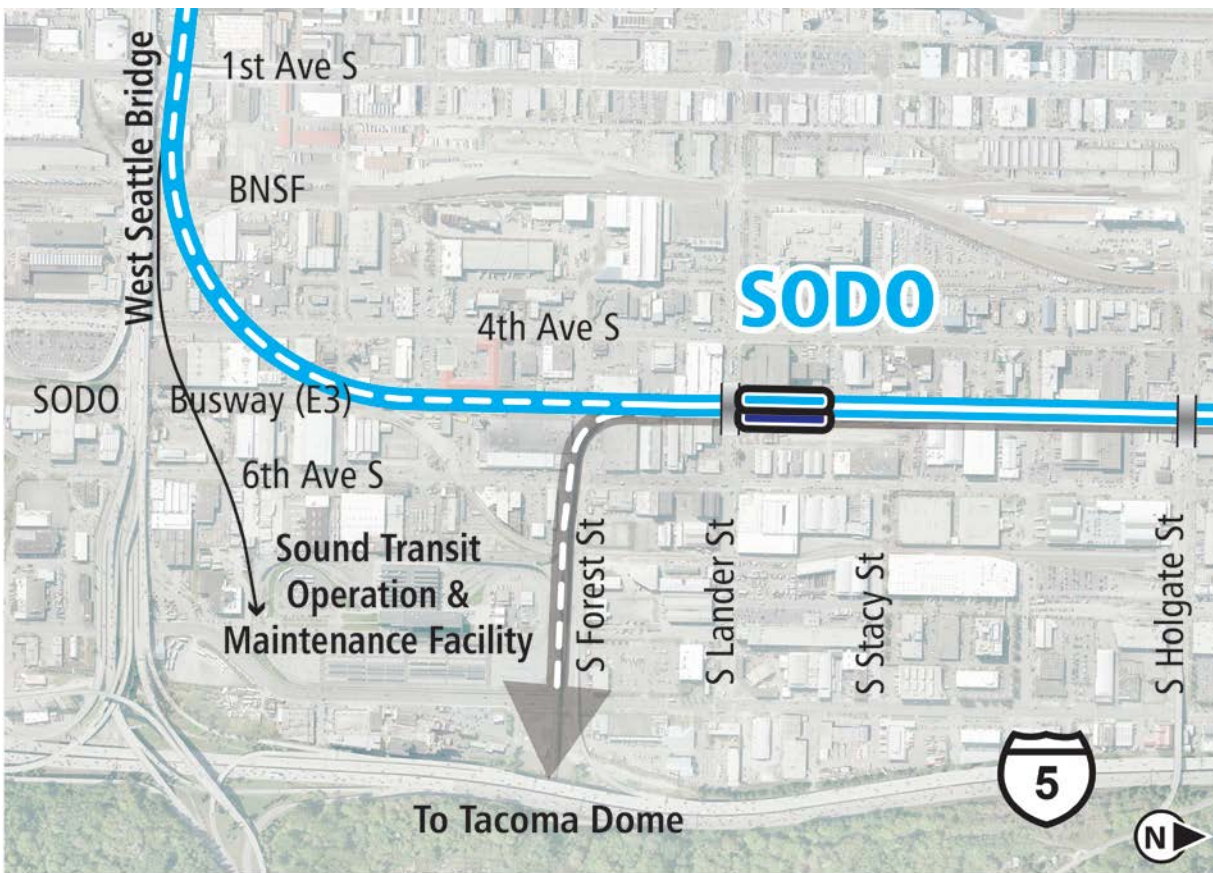 West Seattle Bridge
1st Ave S
BNSF
SODO
4th Ave S
SODO Busway (E3)
6th Ave S
Sound Transit
Operation &
Maintenance Facility
S Forest St
S Lander St
S Stacy St
S Holgate St
5
To Tacoma Dome
N